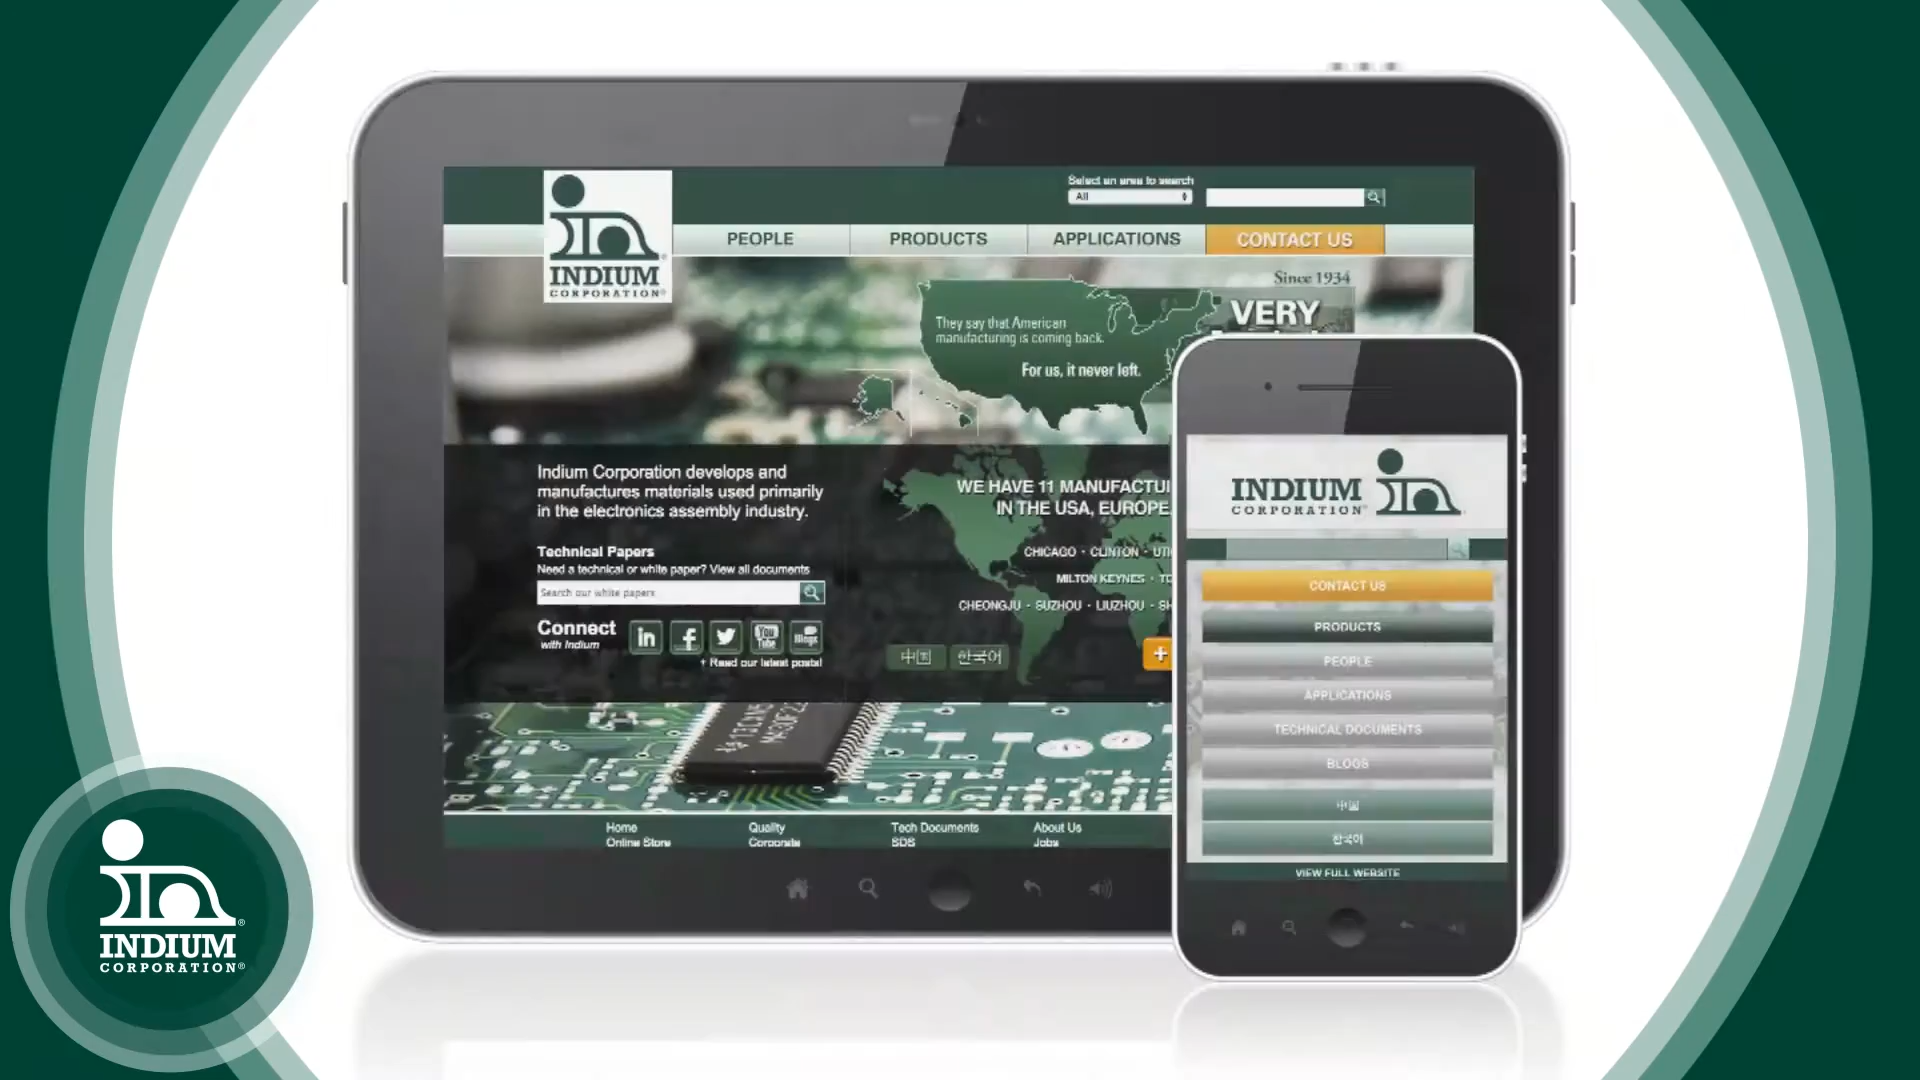 Select an area to search
All
PEOPLE
PRODUCTS
APPLICATIONS
CONTACT US
INDIUM
CORPORATION®
Since 1934
VERY
They say that American
manufacturing is coming back.
For us, it never left.
Indium Corporation develops and
manufactures materials used primarily
in the electronics assembly industry.
Technical Papers
Need a technical or white paper? View all documents
Search our white papers
Connect
with Indium
in
f
You
Tube
Blogs
+ Read our latest posts!
WE HAVE 11 MANUFACTU
IN THE USA, EUROPE,
CHICAGO · CLINTON · UTI
MILTON KEYNES · TO
CHEONGJU · SUZHOU · LIUZHOU · SH
中国
한국어
+
Home
Online Store
Quality
Corporate
Tech Documents
SDS
About Us
Jobs
INDIUM
CORPORATION®
CONTACT US
PRODUCTS
PEOPLE
APPLICATIONS
TECHNICAL DOCUMENTS
BLOGS
中国
한국어
VIEW FULL WEBSITE
INDIUM
CORPORATION®